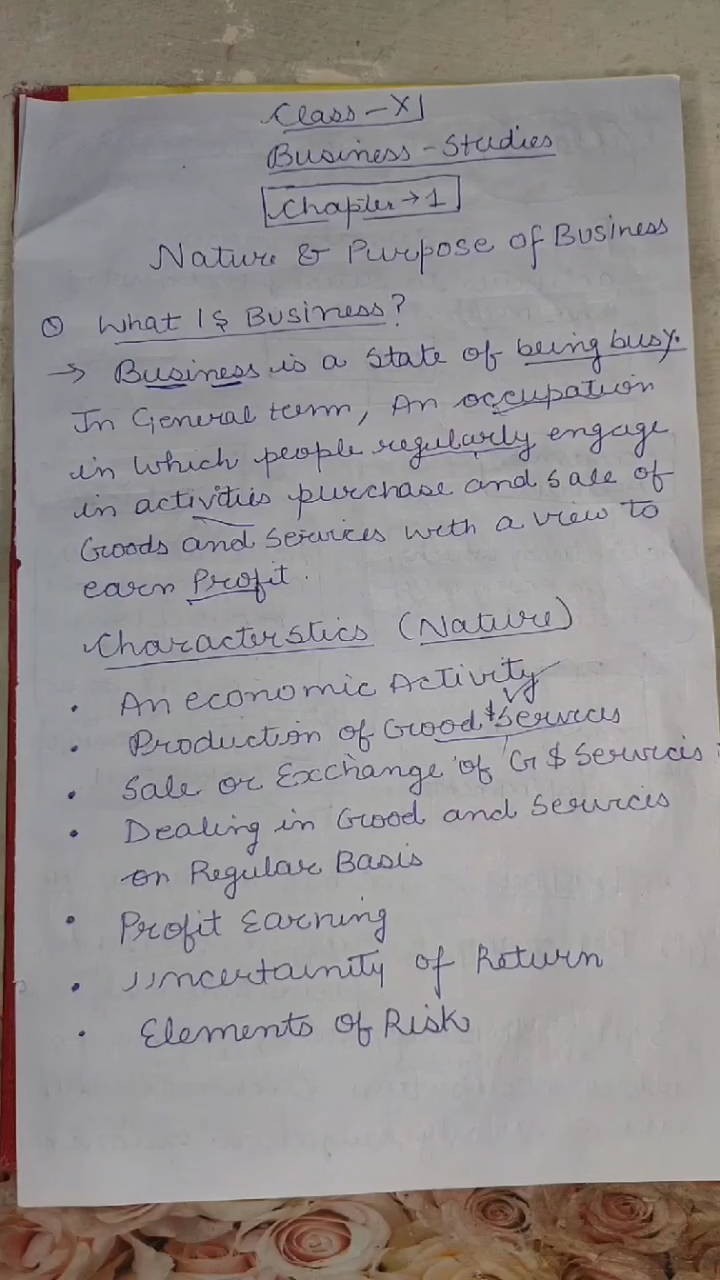 Class - XI
Business - Studies
Chapter → 1
Nature & Purpose of Business
What Is Business?
→ Business is a State of being busy.
In General term, An occupation
in which people regularly engage
in activities purchase and Sale of
Goods and Services with a view to
earn Profit.
Characterstics (Nature)
• An economic Activity
• Production of Good & Services
• Sale or Exchange of G $ Services
• Dealing in Good and Services
on Regular Basis
• Profit Earning
• Uncertainity of Return
• Elements of Risk